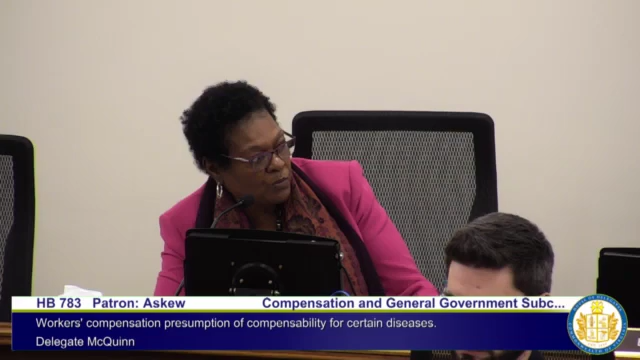 HB 783 Patron: Askew Compensation and General Government Subc...
Workers' compensation presumption of compensability for certain diseases.
Delegate McQuinn